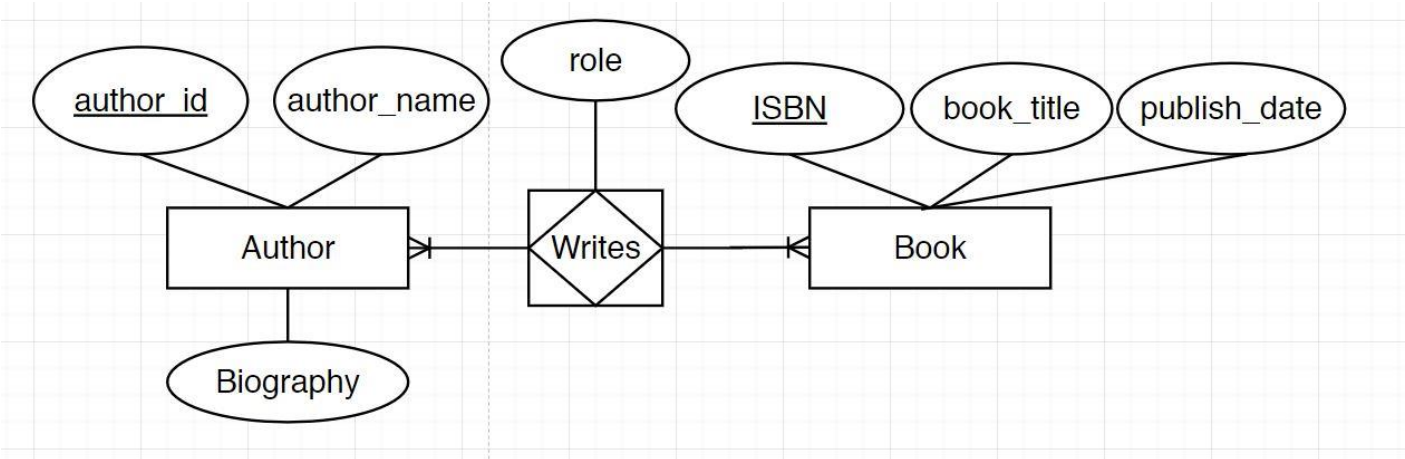 role
author_id
author_name
ISBN
book_title
publish_date
Author
Writes
Book
Biography